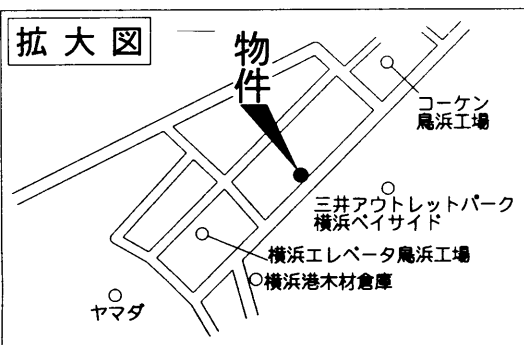 拡大図
物件
コーケン
鳥浜工場
三井アウトレットパーク
横浜ベイサイド
横浜エレベータ鳥浜工場
横浜港木材倉庫
ヤマダ